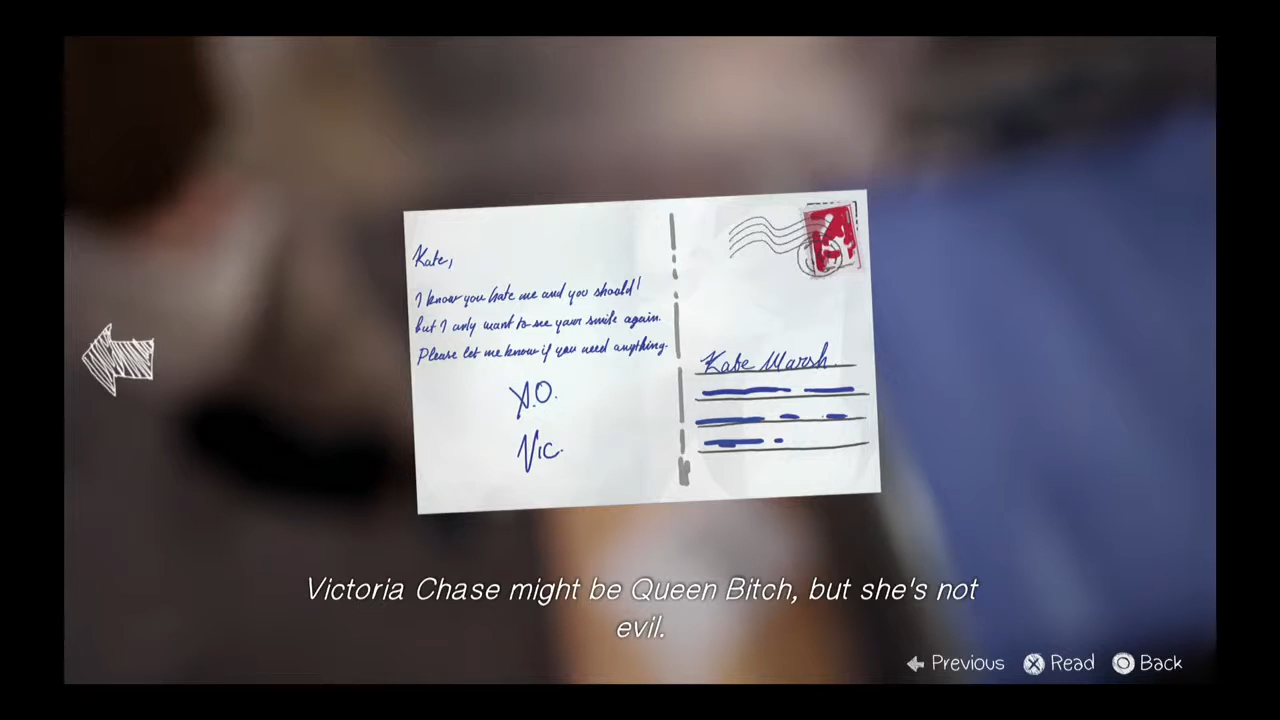 Kate,
I know you hate me and you should!
but I only want to see your smile again.
Please let me know if you need anything.
X.O.
Vic.
Kate Marsh
Victoria Chase might be Queen Bitch, but she's not
evil.
Previous Read Back